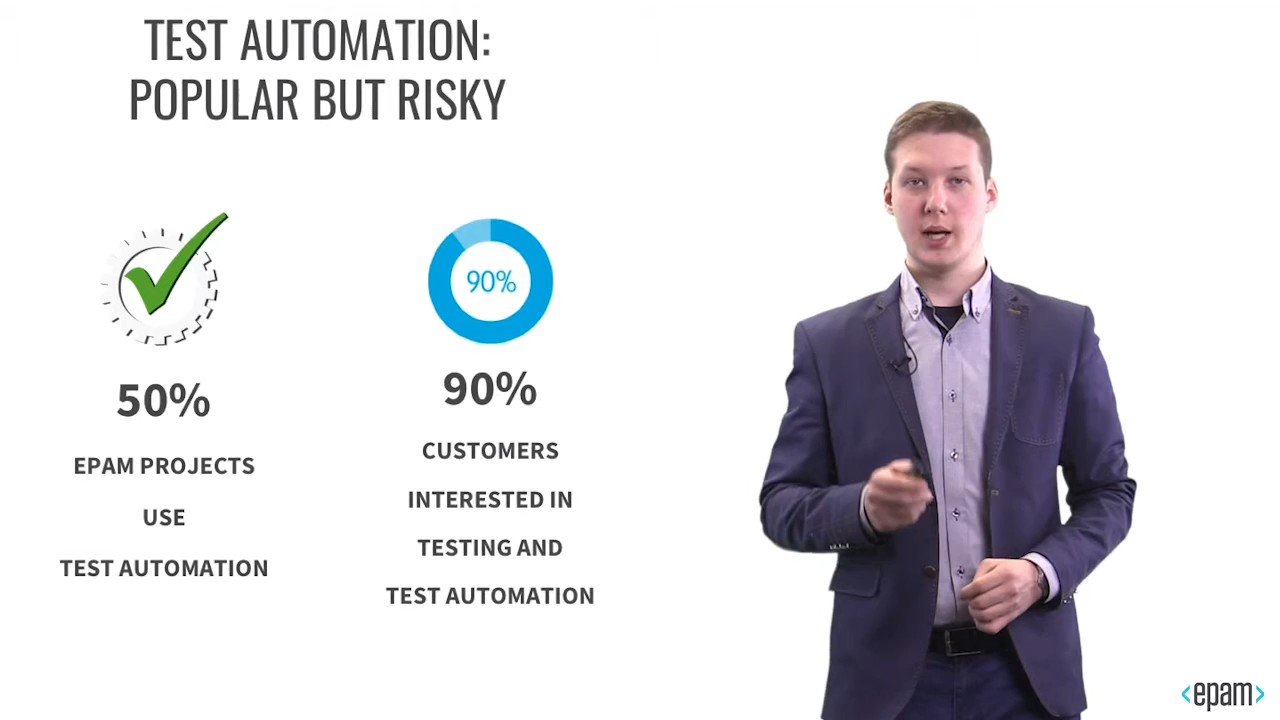 TEST AUTOMATION:
POPULAR BUT RISKY
50%
EPAM PROJECTS
USE
TEST AUTOMATION
90%
90%
CUSTOMERS
INTERESTED IN
TESTING AND
TEST AUTOMATION
<epam>